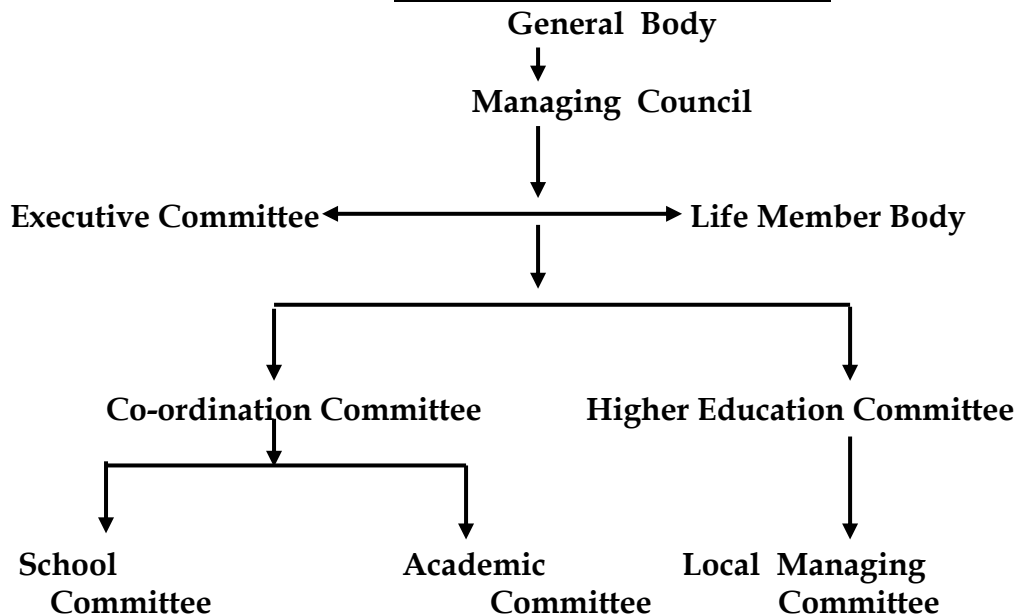 General Body
Managing Council
Executive Committee
Life Member Body
Co-ordination Committee
Higher Education Committee
School
Committee
Academic
Committee
Local Managing
Committee